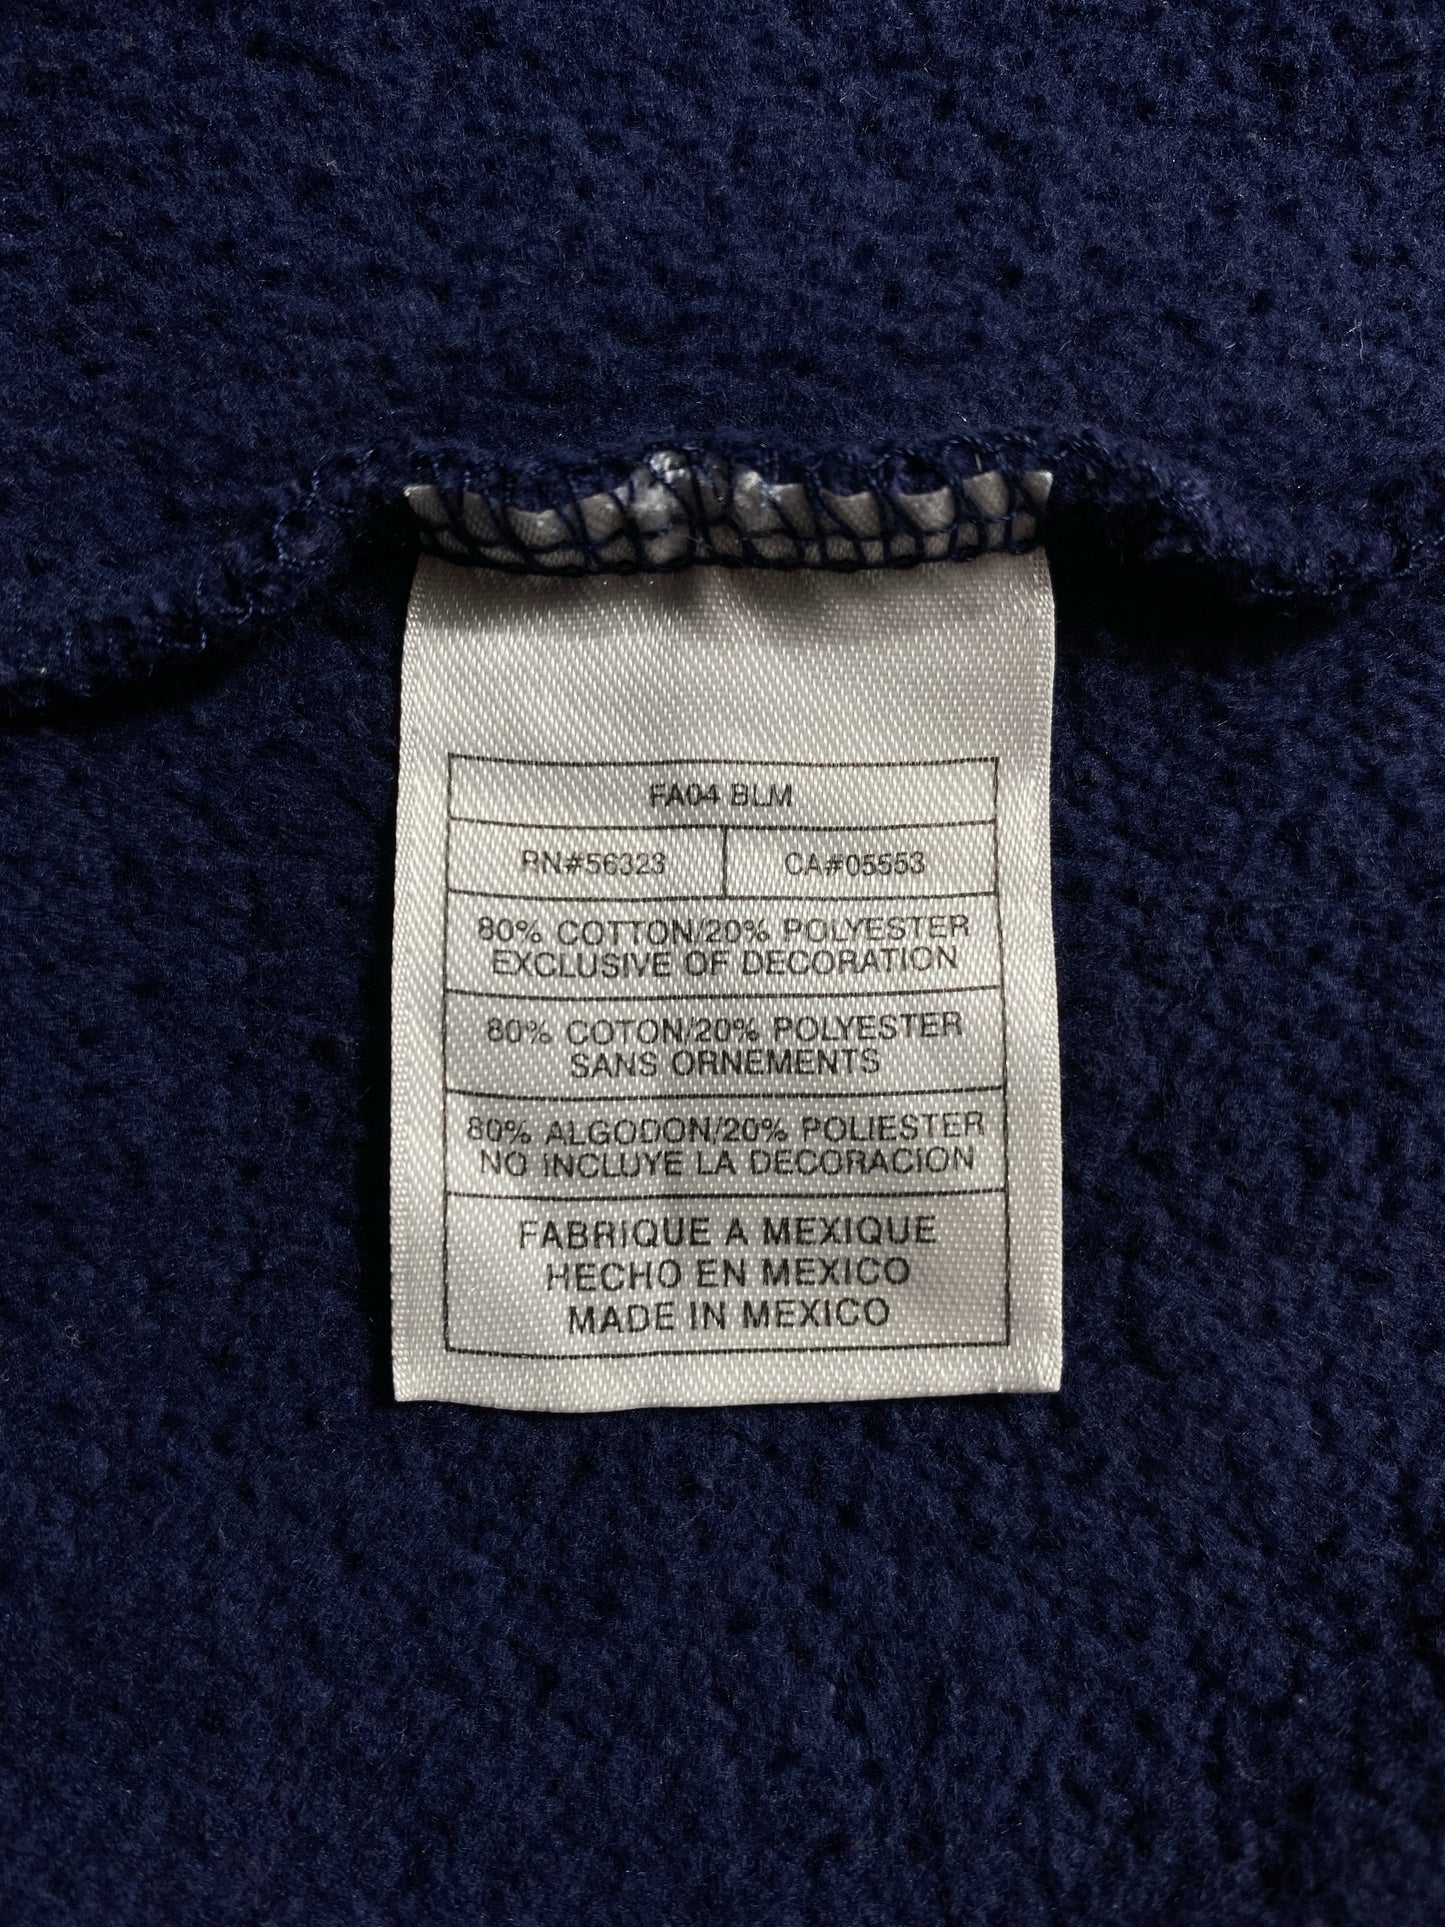 FA04 BLM
RN#56323 CA#05553
80% COTTON/20% POLYESTER
EXCLUSIVE OF DECORATION
80% COTON/20% POLYESTER
SANS ORNEMENTS
80% ALGODON/20% POLIESTER
NO INCLUYE LA DECORACION
FABRIQUE A MEXIQUE
HECHO EN MEXICO
MADE IN MEXICO